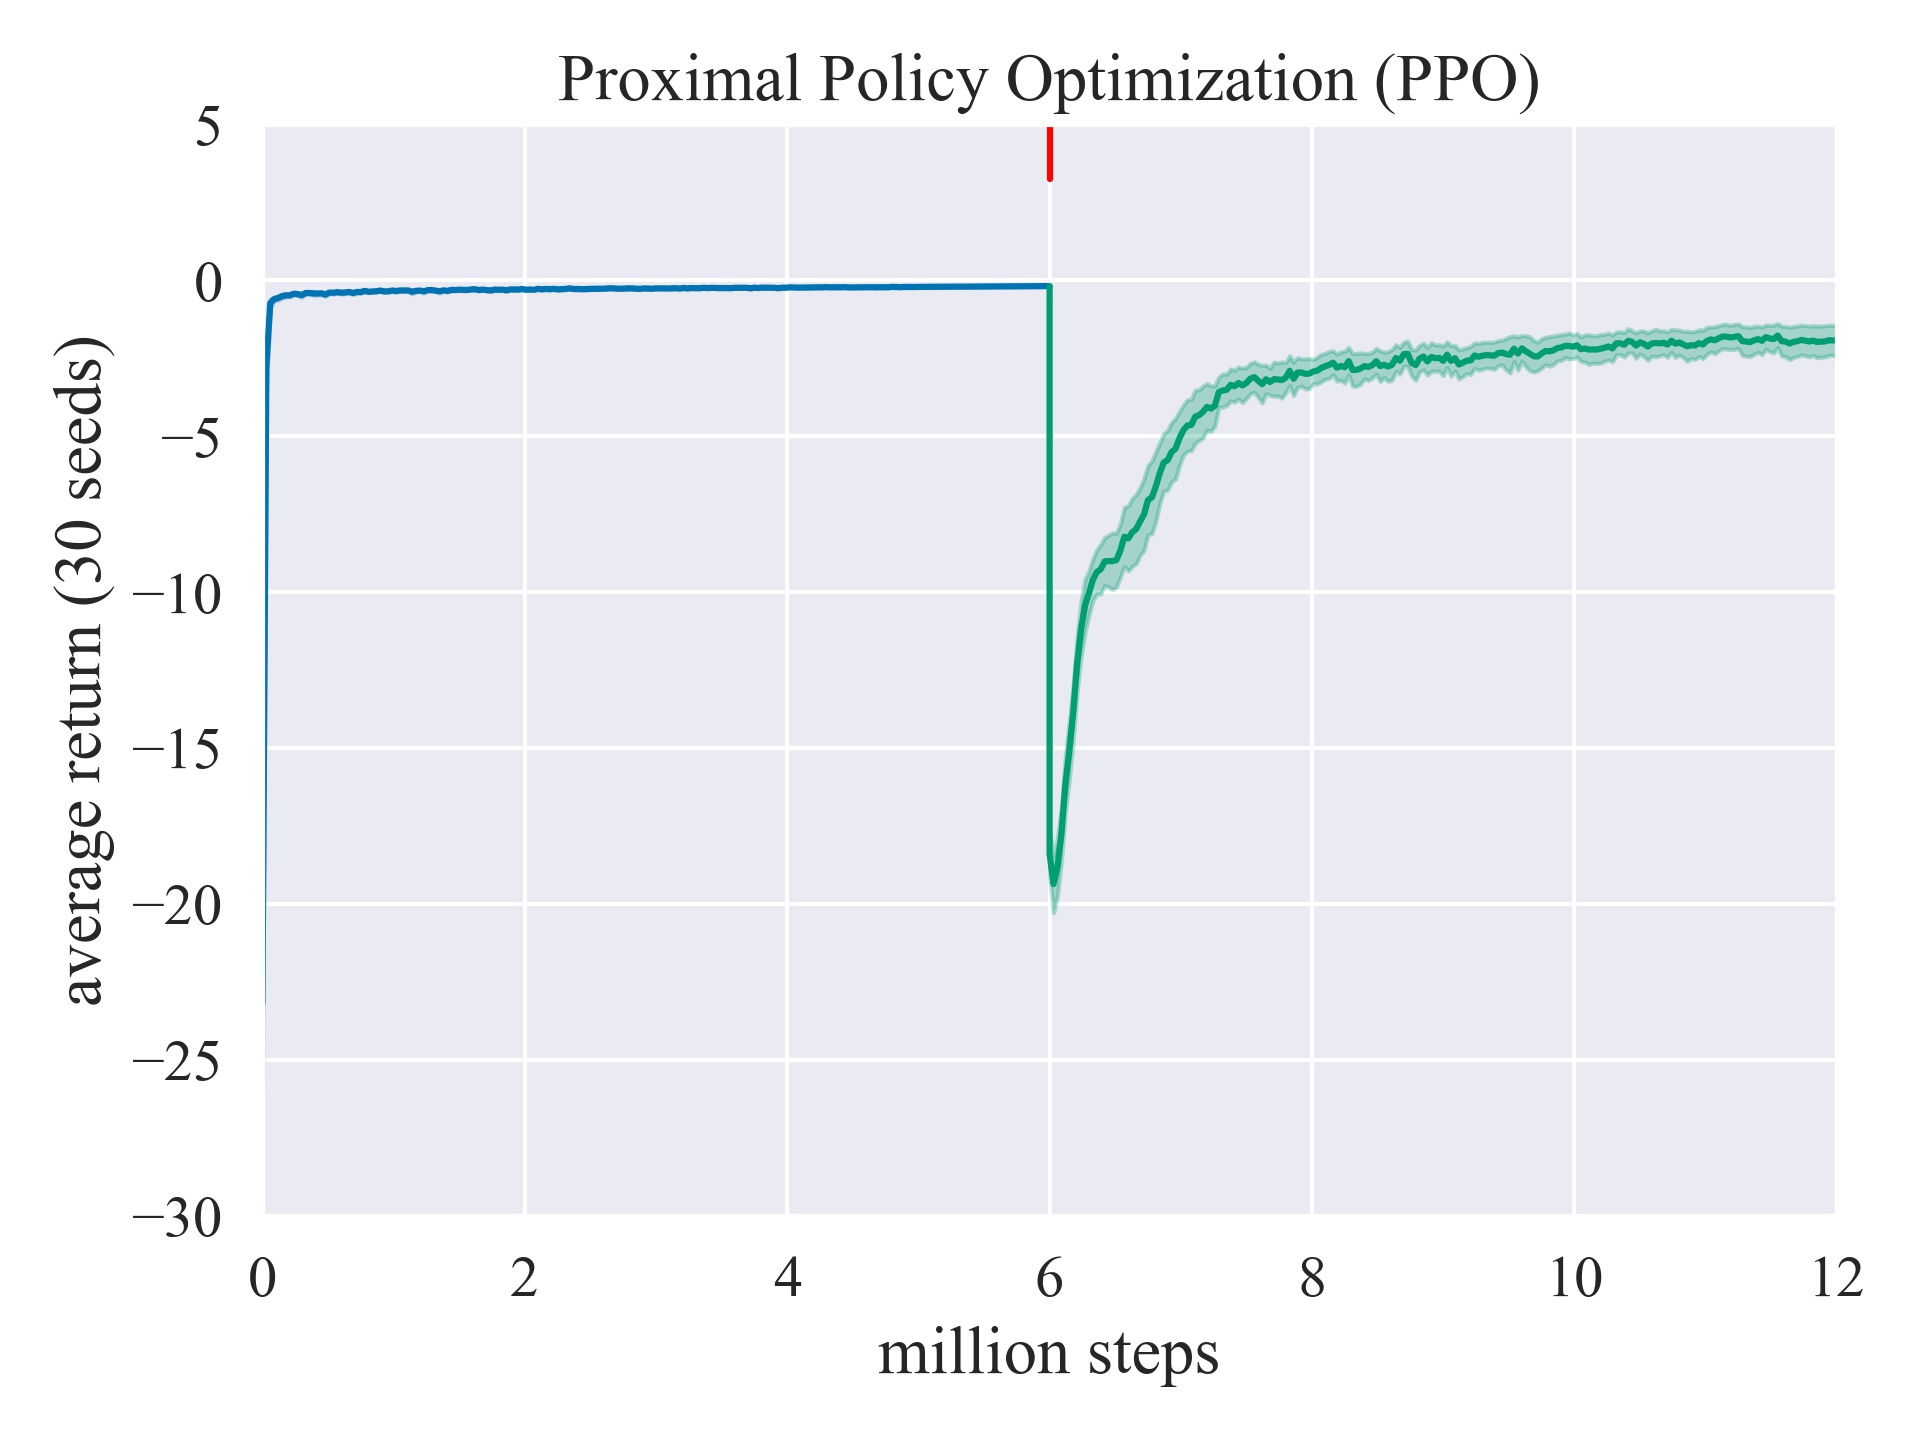 Proximal Policy Optimization (PPO)
5
0
−5
−10
−15
−20
−25
−30
average return (30 seeds)
0 2 4 6 8 10 12
million steps